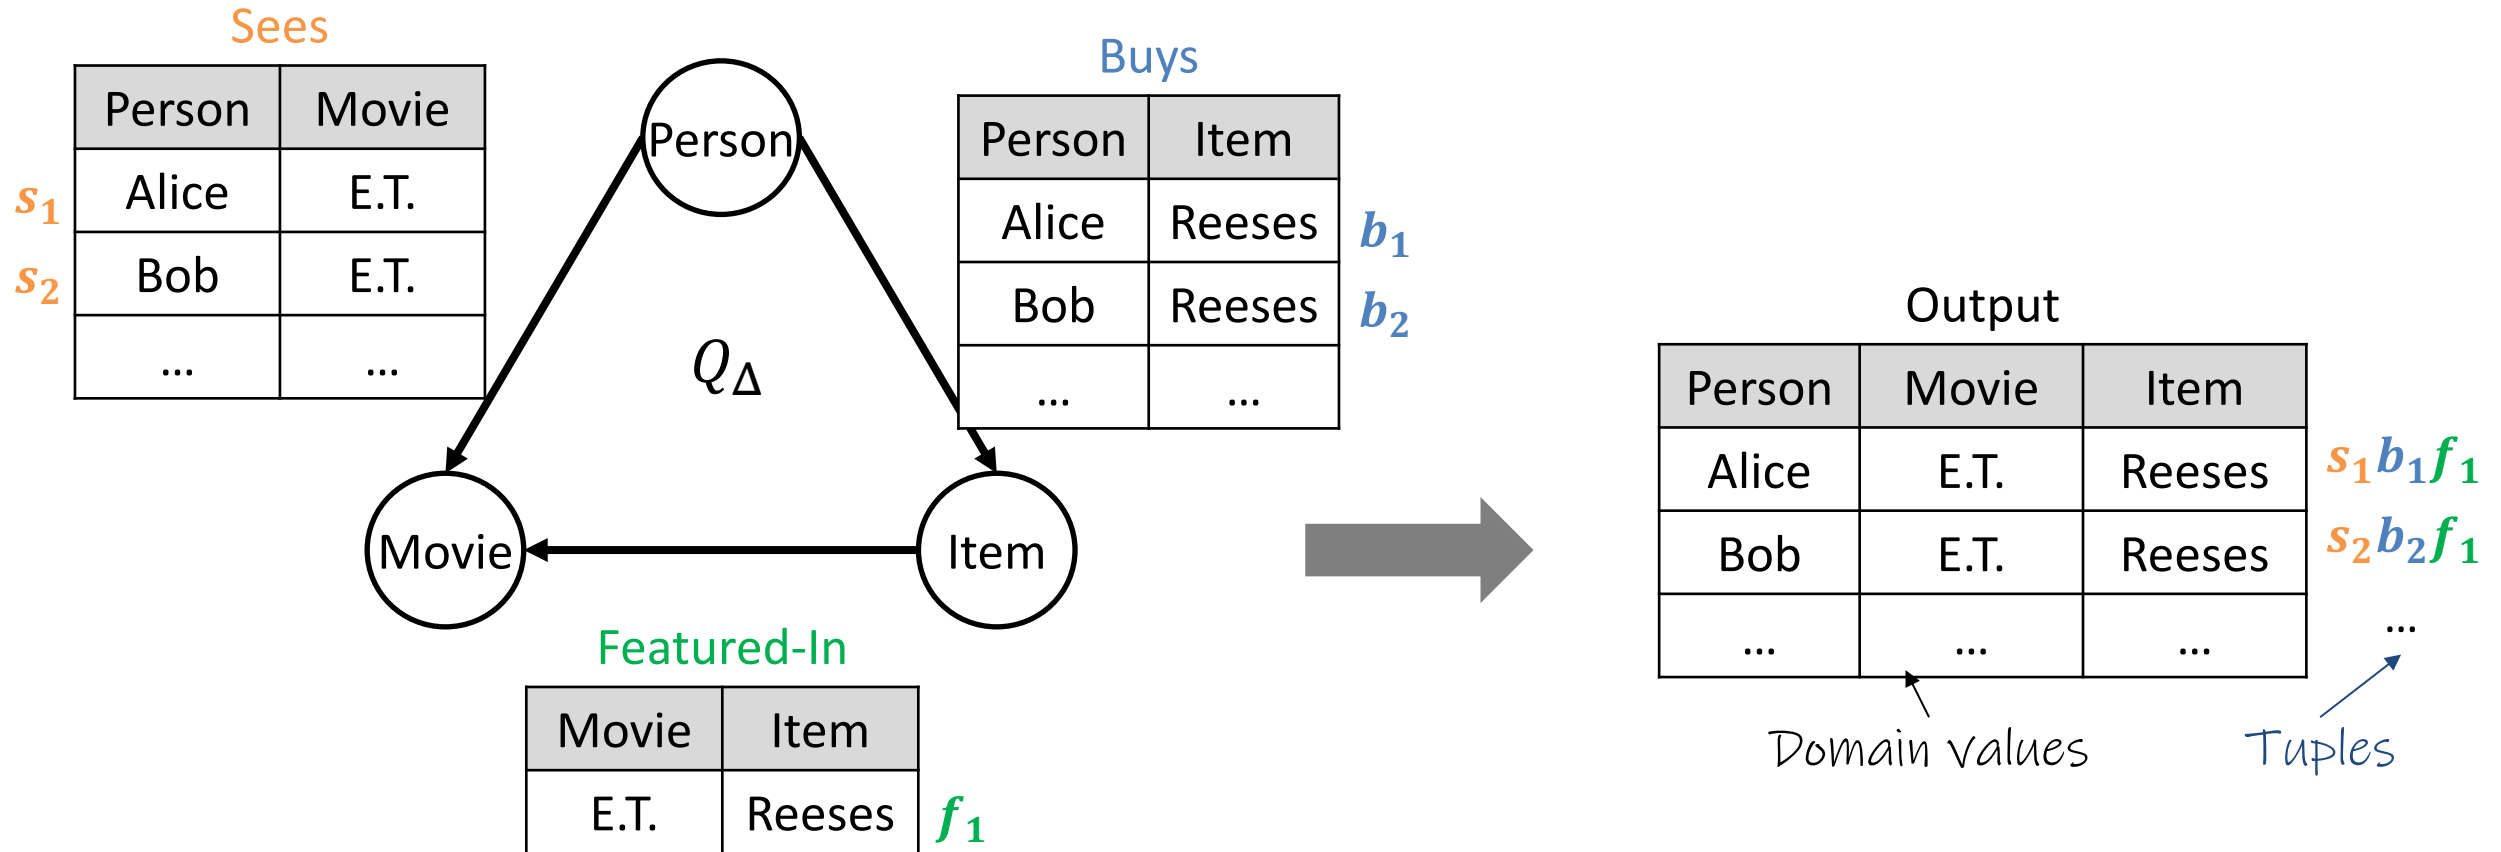 Sees
Person Movie
s1 Alice E.T.
s2 Bob E.T.
... ...
Person
Q△
Movie
Item
Buys
Person Item
Alice Reeses b1
Bob Reeses b2
... ...
Featured-In
Movie Item
E.T. Reeses f1
Output
Person Movie Item
Alice E.T. Reeses s1b1f1
Bob E.T. Reeses s2b2f1
... ... ... ...
Domain values
Tuples